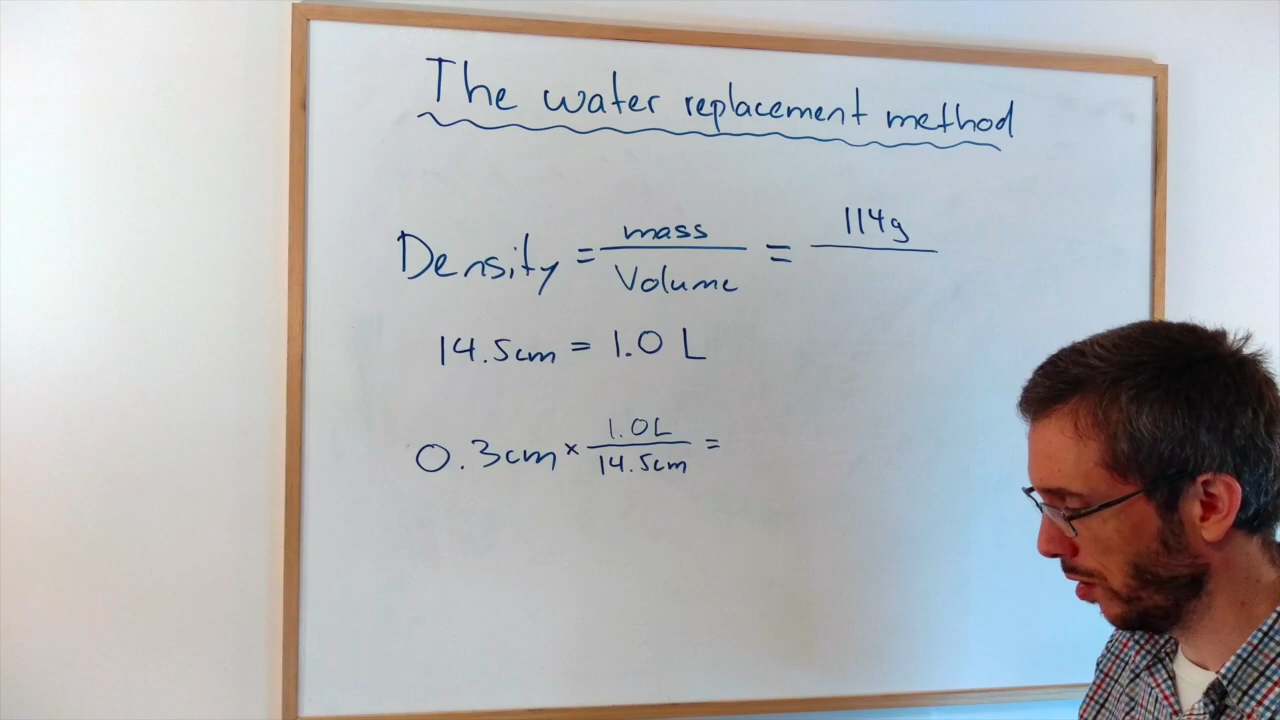 The water replacement method
Density = mass / Volume = 114g
14.5cm = 1.0 L
0.3cm × 1.0L / 14.5cm =